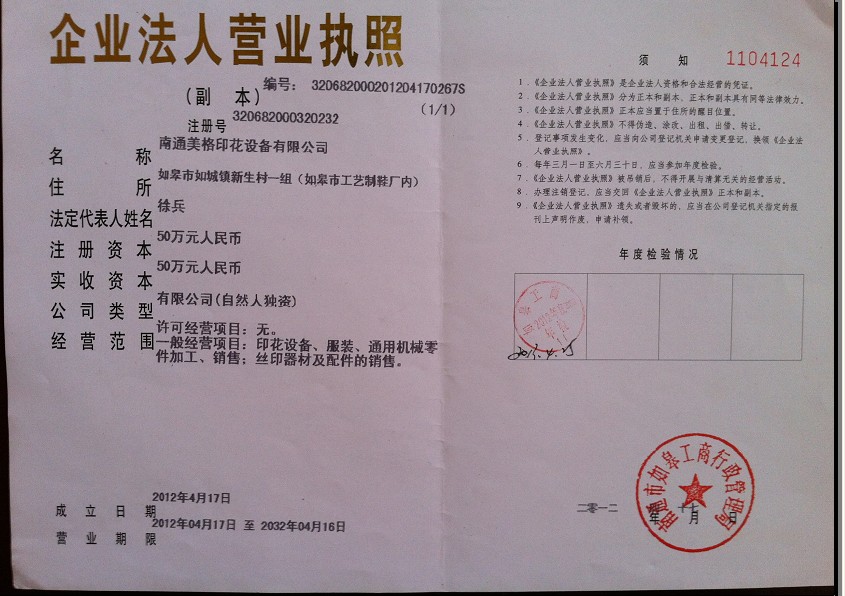 企业法人营业执照
（副 本）
编号： 320682000201204170267S
（1/1）
注册号 320682000320232
名 称 南通美格印花设备有限公司
住 所 如皋市如城镇新生村一组（如皋市工艺制鞋厂内）
法定代表人姓名 徐兵
注册资本 50万元人民币
实收资本 50万元人民币
公司类型 有限公司(自然人独资)
经营范围 许可经营项目：无。
一般经营项目：印花设备、服装、通用机械零
件加工、销售；丝印器材及配件的销售。
成立日期 2012年4月17日
营业期限 2012年04月17日 至 2032年04月16日
须 知
1104124
1．《企业法人营业执照》是企业法人资格和合法经营的凭证。
2．《企业法人营业执照》分为正本和副本，正本和副本具有同等法律效力。
3．《企业法人营业执照》正本应当置于住所的醒目位置。
4．《企业法人营业执照》不得伪造、涂改、出租、出借、转让。
5．登记事项发生变化，应当向公司登记机关申请变更登记，换领《企业法
人营业执照》。
6．每年三月一日至六月三十日，应当参加年度检验。
7．《企业法人营业执照》被吊销后，不得开展与清算无关的经营活动。
8．办理注销登记，应当交回《企业法人营业执照》正本和副本。
9．《企业法人营业执照》遗失或者毁坏的，应当在公司登记机关指定的报
刊上声明作废，申请补领。
年度检验情况
2013.4.25
南通市如皋工商行政管理局
二零一二 年 月 十七 日